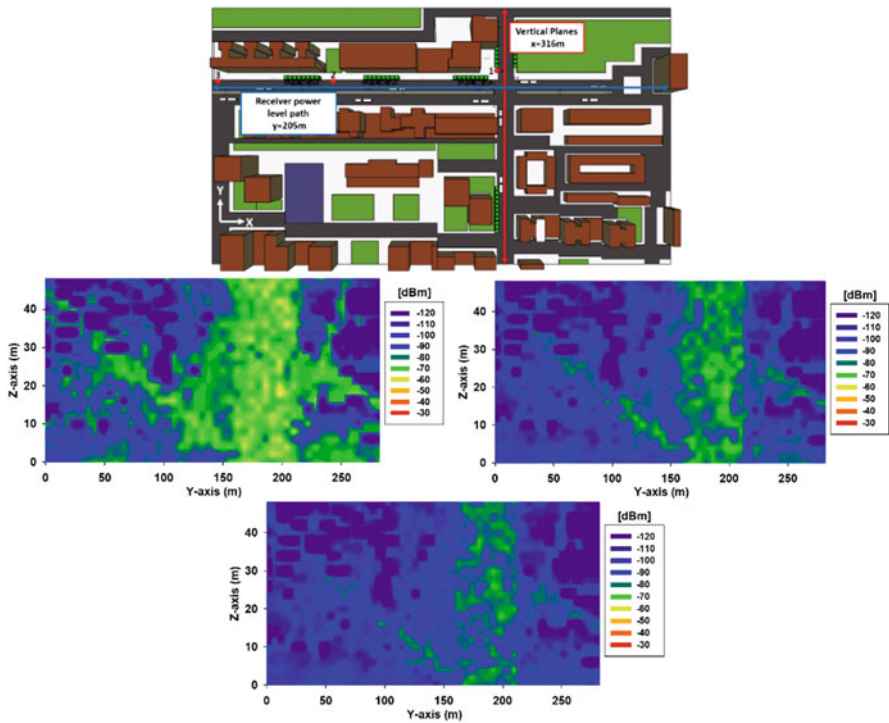 Vertical Planes
x=316m
1
3
2
Receiver power
level path
y=205m
Y
X
[dBm]
-120
-110
-100
-90
-80
-70
-60
-50
-40
-30
Z-axis (m)
40
30
20
10
0
0 50 100 150 200 250
Y-axis (m)
[dBm]
-120
-110
-100
-90
-80
-70
-60
-50
-40
-30
Z-axis (m)
40
30
20
10
0
0 50 100 150 200 250
Y-axis (m)
[dBm]
-120
-110
-100
-90
-80
-70
-60
-50
-40
-30
Z-axis (m)
40
30
20
10
0
0 50 100 150 200 250
Y-axis (m)